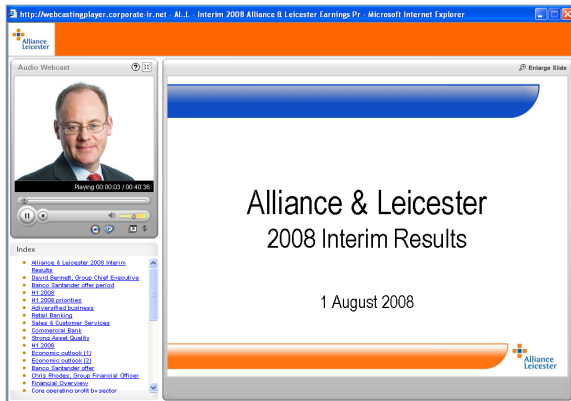 http://webcastingplayer.corporate-ir.net - AL.L - Interim 2008 Alliance & Leicester Earnings Pr - Microsoft Internet Explorer
Alliance
Leicester
Audio Webcast
Enlarge Slide
Playing 00:00:03 / 00:40:36
Alliance & Leicester
2008 Interim Results
1 August 2008
Alliance
Leicester
Index
Alliance & Leicester 2008 Interim
Results
David Bennett, Group Chief Executive
Banco Santander offer period
H1 2008
H1 2008 priorities
A diversified business
Retail Banking
Sales & Customer Services
Commercial Bank
Strong Asset Quality
H1 2008
Economic outlook (1)
Economic outlook (2)
Banco Santander offer
Chris Rhodes, Group Financial Officer
Financial Overview
Core operating profit by sector